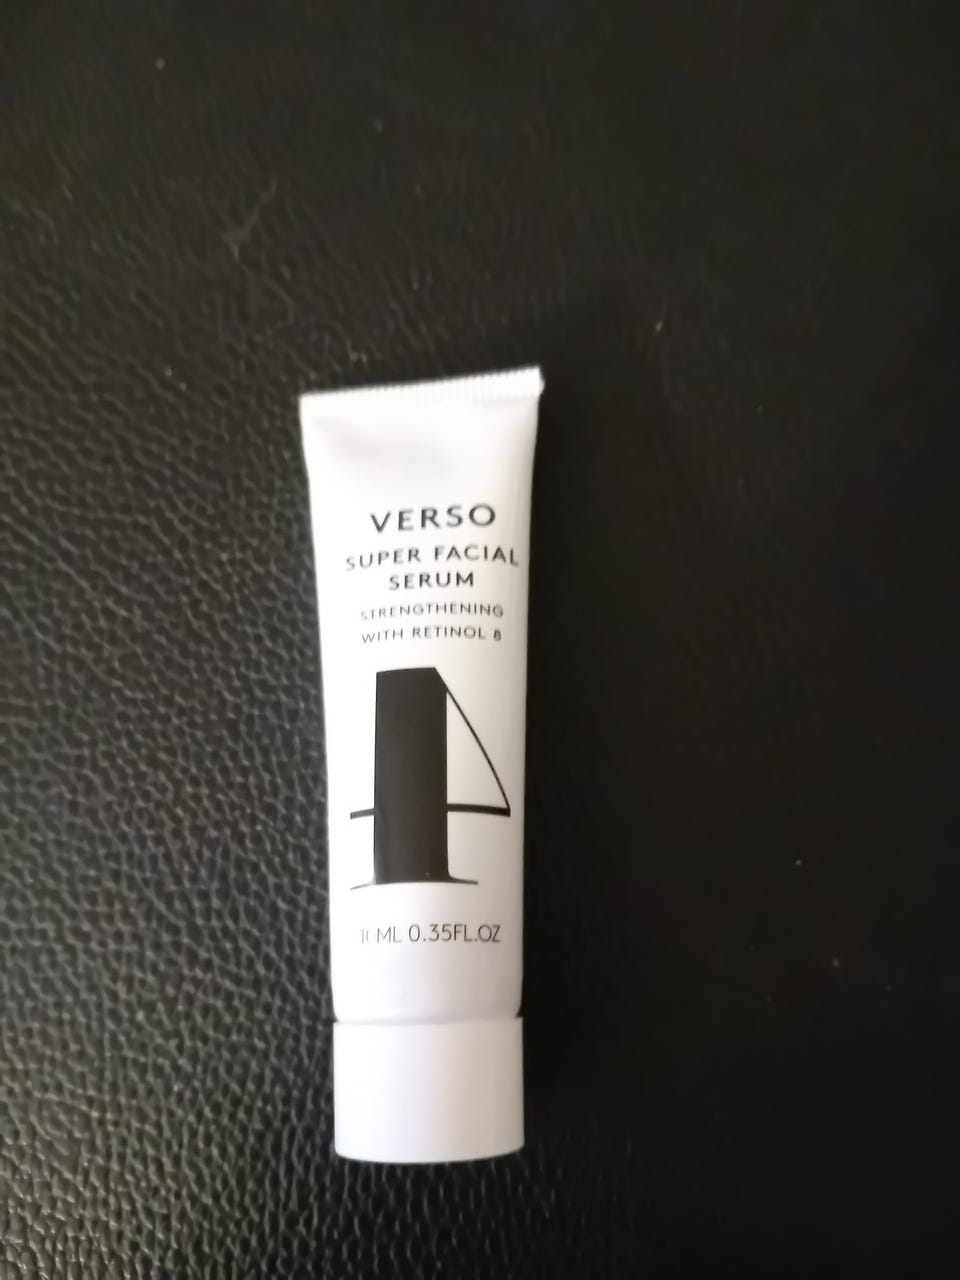 VERSO
SUPER FACIAL
SERUM
STRENGTHENING
WITH RETINOL 8
4
10ML 0.35FL.OZ